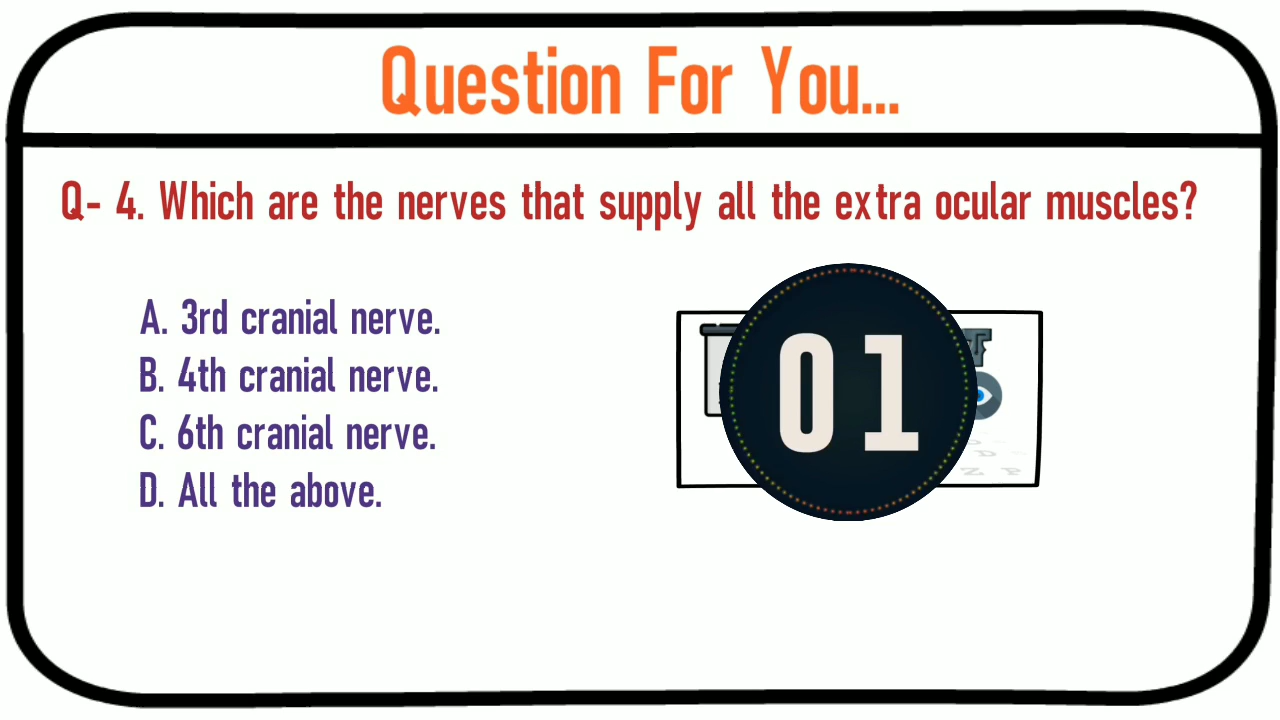 Question For You...
Q- 4. Which are the nerves that supply all the extra ocular muscles?
A. 3rd cranial nerve.
B. 4th cranial nerve.
C. 6th cranial nerve.
D. All the above.
01
D
Z P